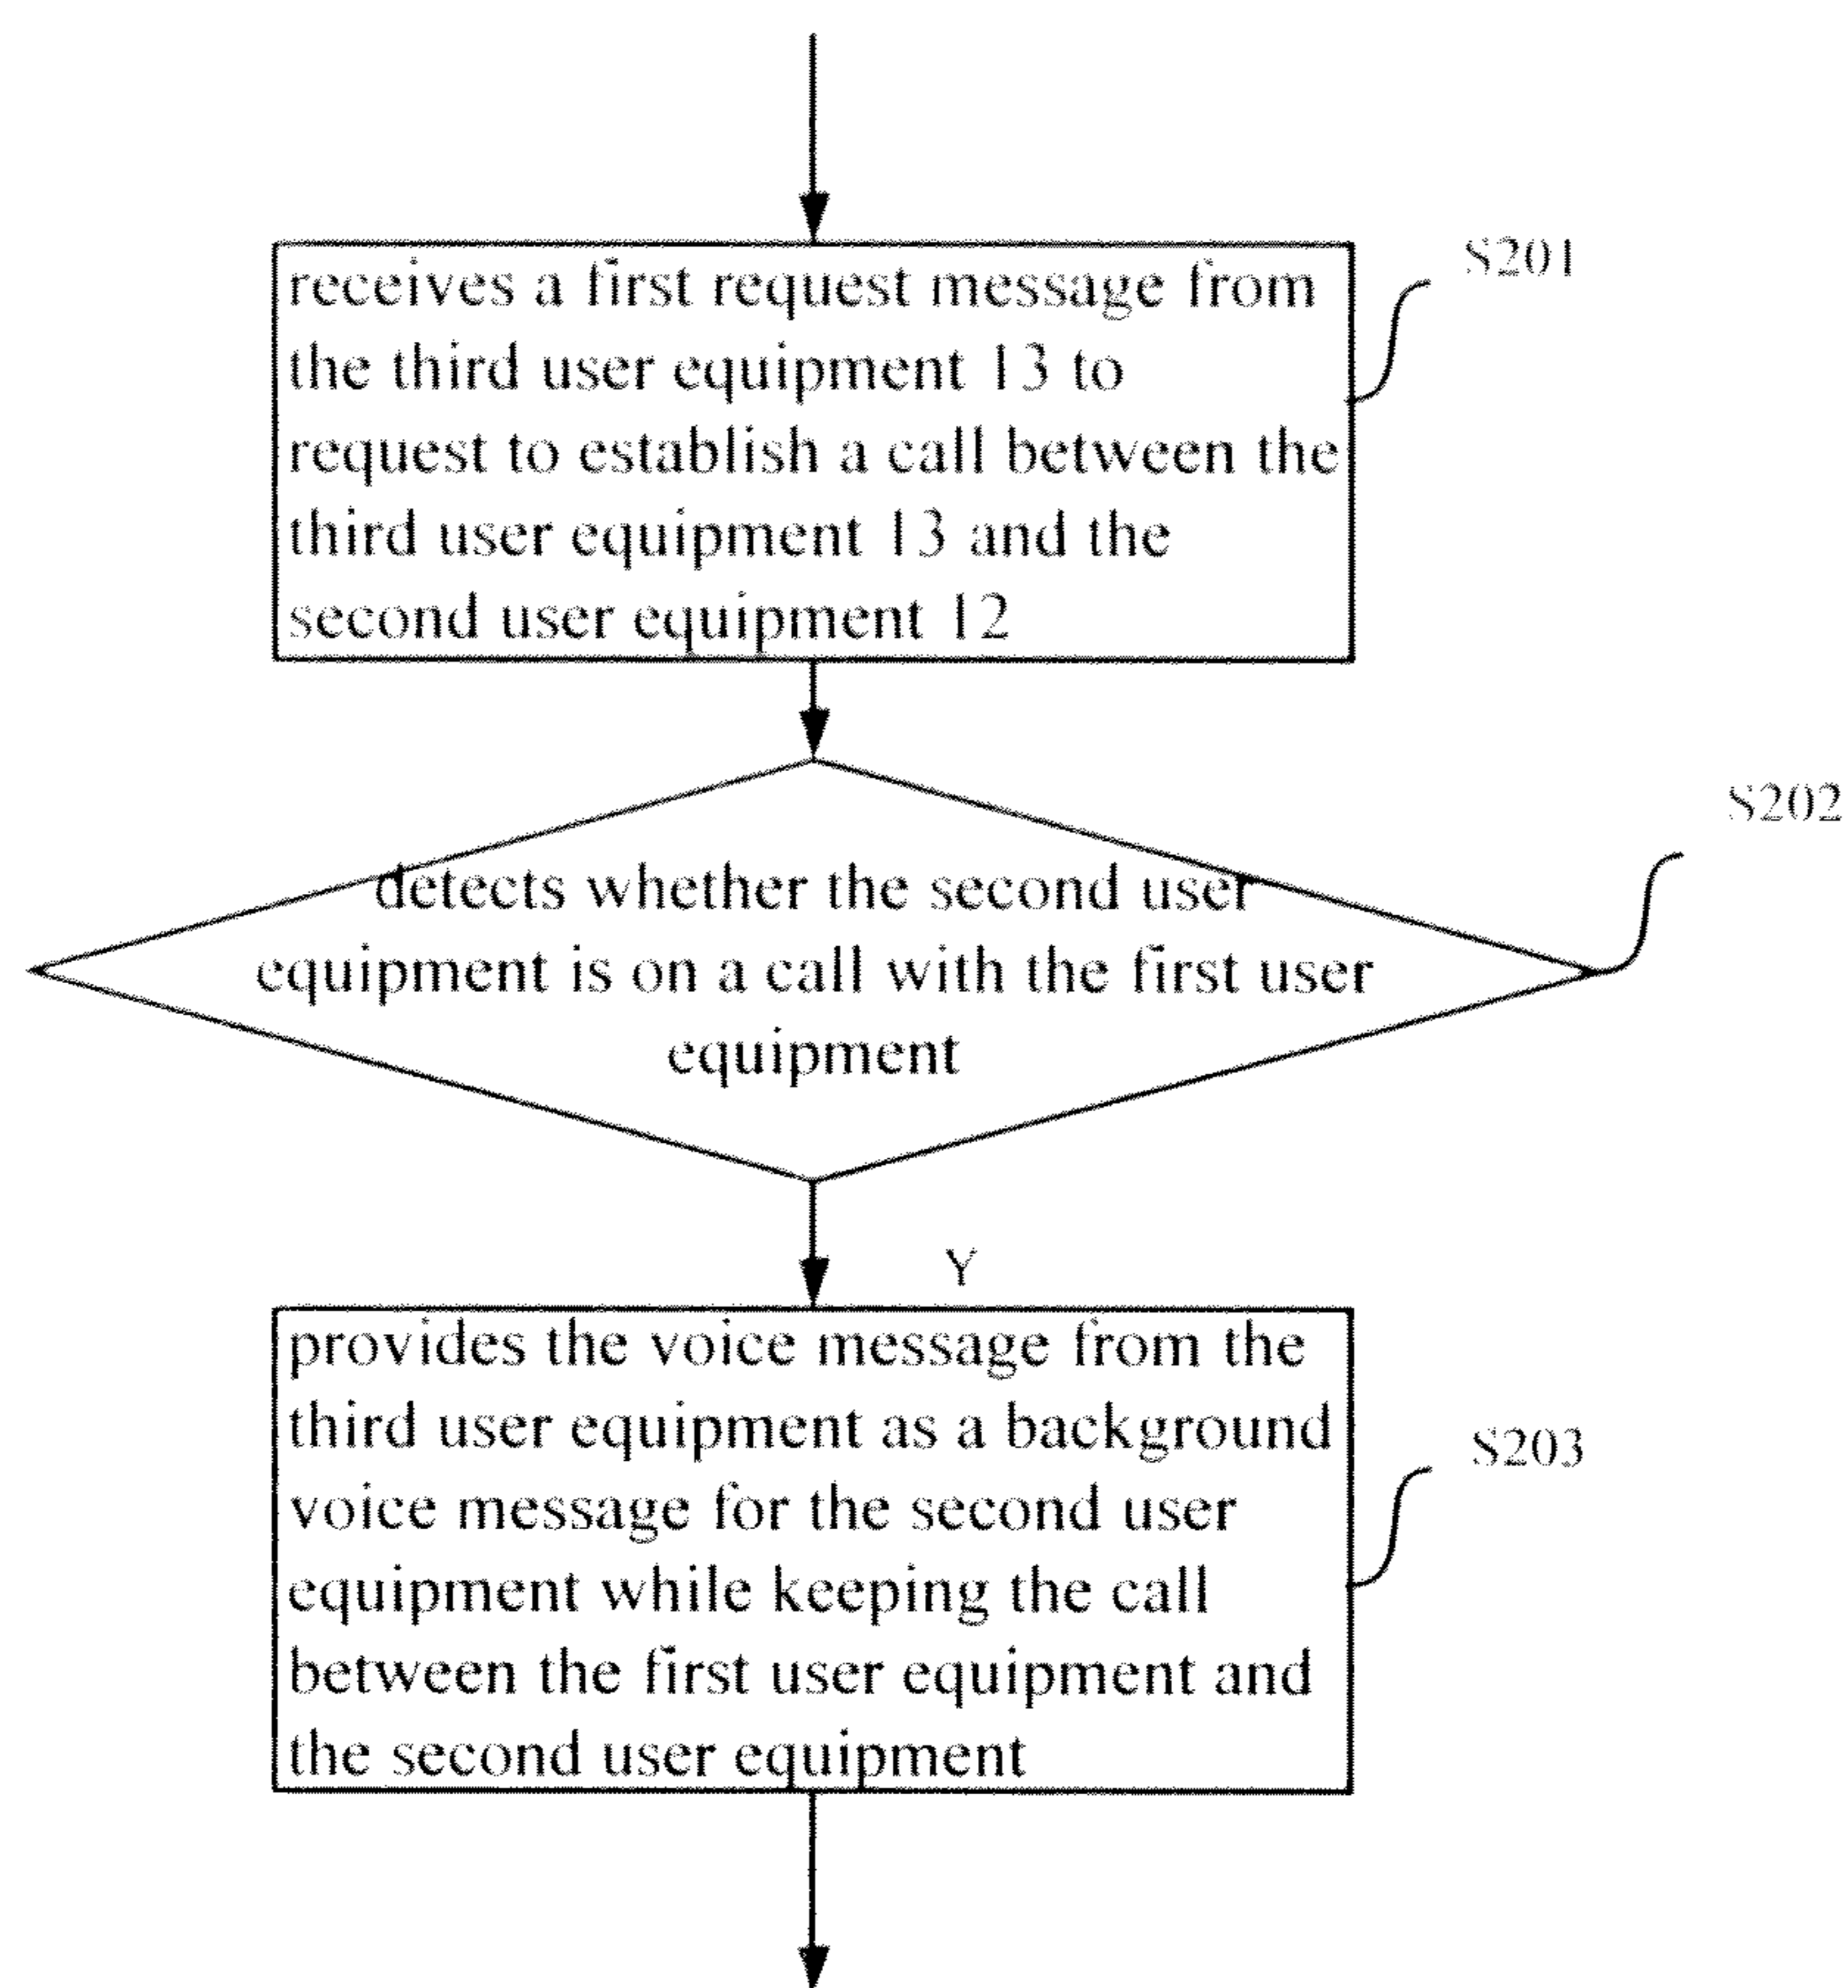 receives a first request message from
the third user equipment 13 to
request to establish a call between the
third user equipment 13 and the
second user equipment 12
S201
detects whether the second user
equipment is on a call with the first user
equipment
S202
Y
provides the voice message from the
third user equipment as a background
voice message for the second user
equipment while keeping the call
between the first user equipment and
the second user equipment
S203